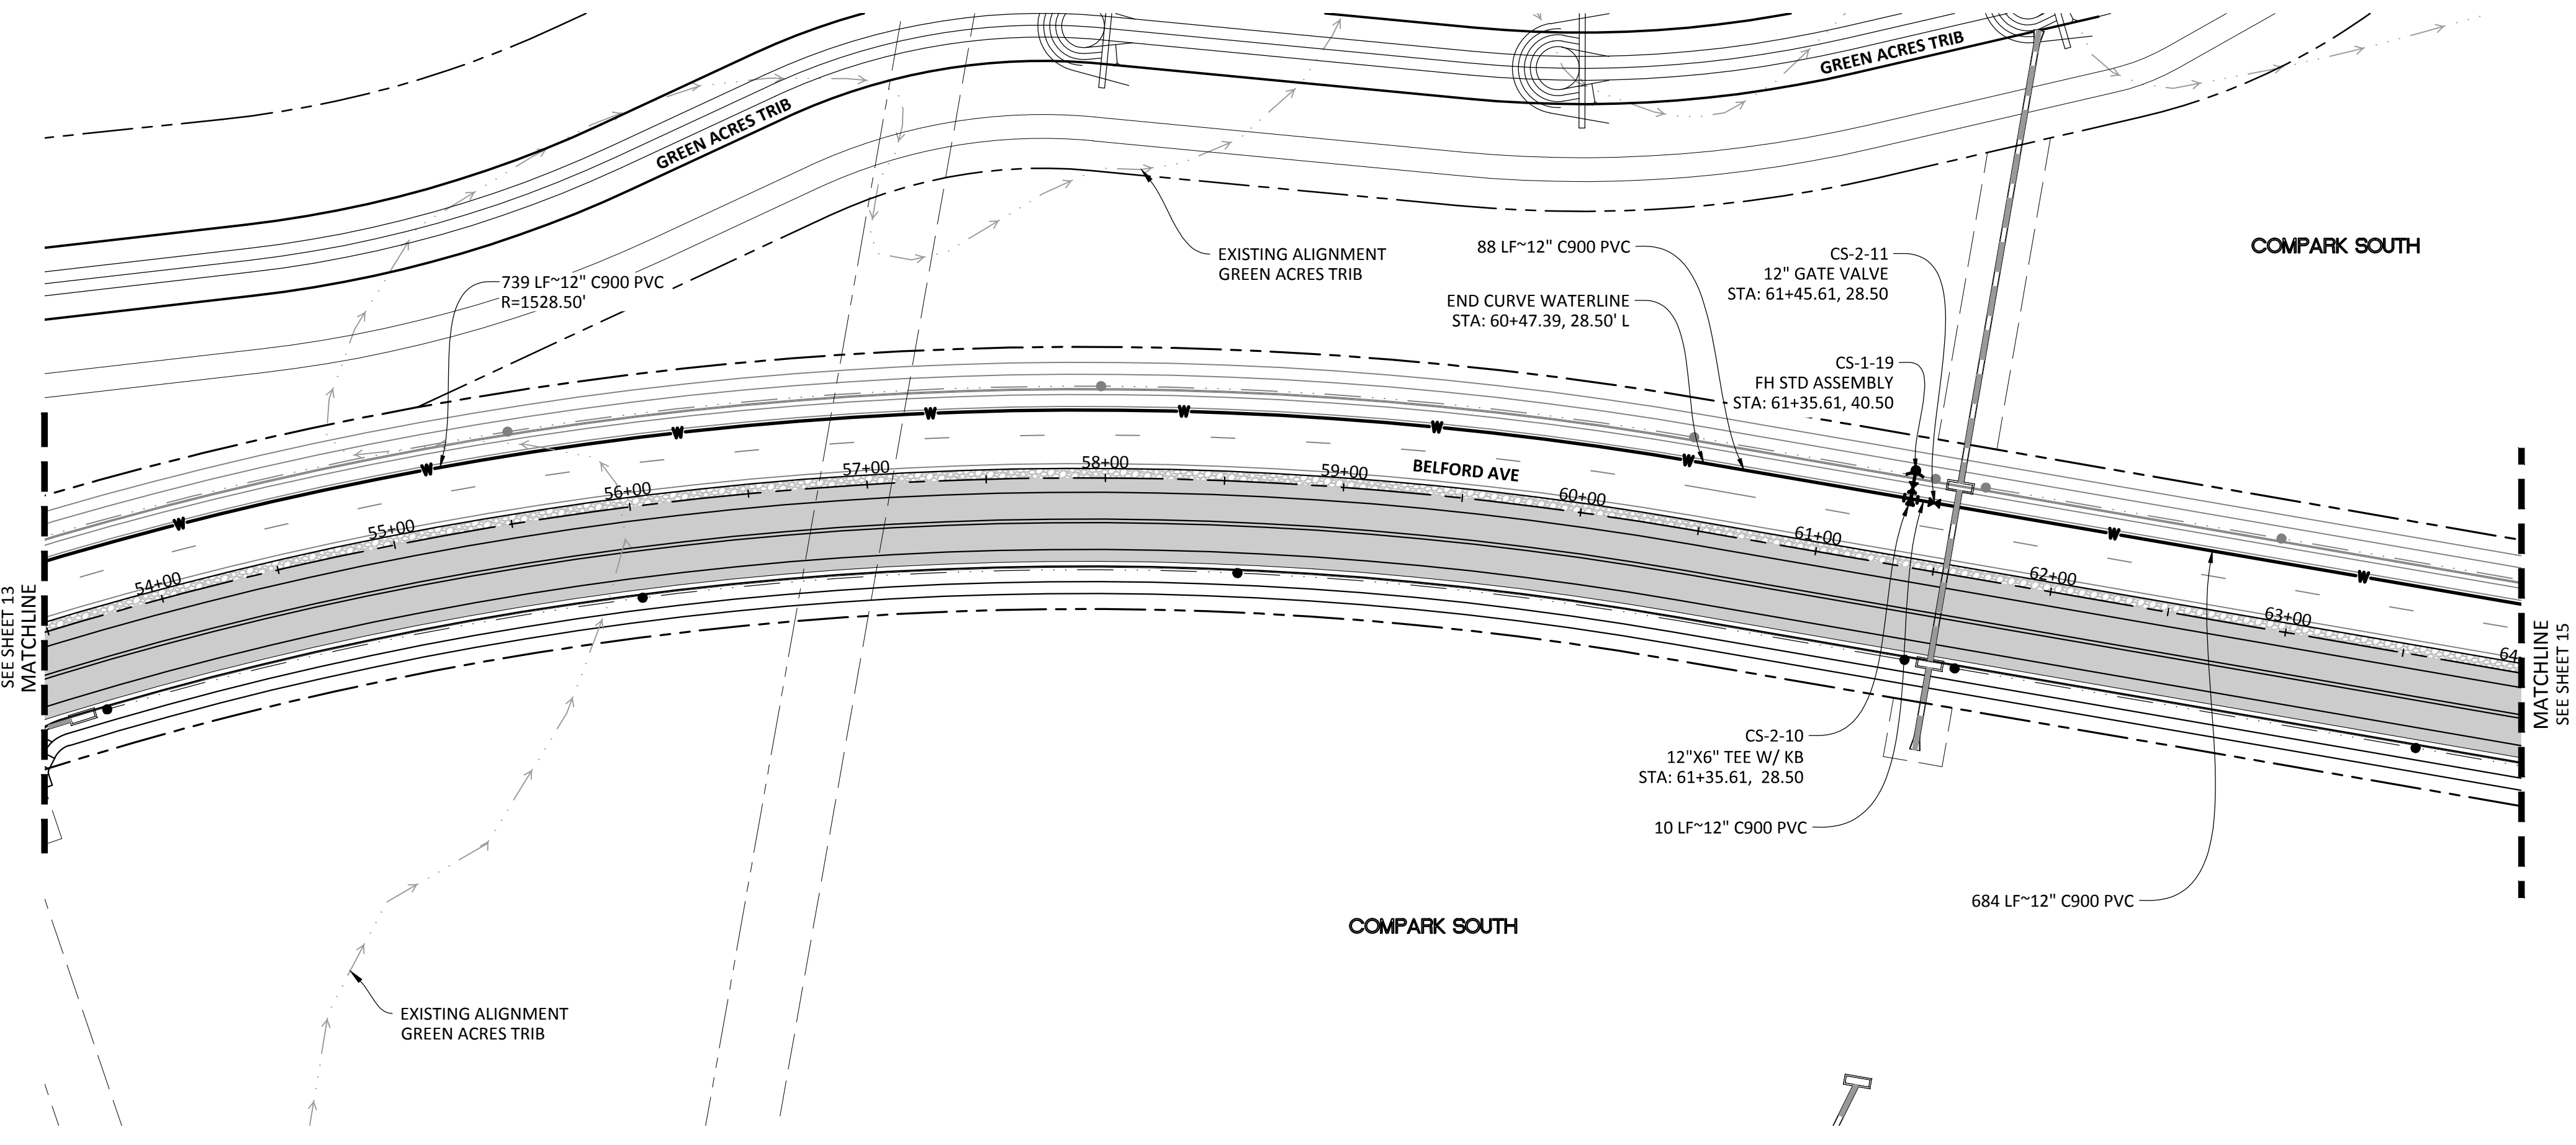 GREEN ACRES TRIB
GREEN ACRES TRIB
COMPARK SOUTH
EXISTING ALIGNMENT
GREEN ACRES TRIB
88 LF~12" C900 PVC
CS-2-11
12" GATE VALVE
STA: 61+45.61, 28.50
739 LF~12" C900 PVC
R=1528.50'
END CURVE WATERLINE
STA: 60+47.39, 28.50' L
CS-1-19
FH STD ASSEMBLY
STA: 61+35.61, 40.50
W
W
W
W
W
W
W
W
W
BELFORD AVE
54+00
55+00
56+00
57+00
58+00
59+00
60+00
61+00
62+00
63+00
64
SEE SHEET 13
MATCHLINE
MATCHLINE
SEE SHEET 15
CS-2-10
12"X6" TEE W/ KB
STA: 61+35.61, 28.50
10 LF~12" C900 PVC
684 LF~12" C900 PVC
COMPARK SOUTH
EXISTING ALIGNMENT
GREEN ACRES TRIB